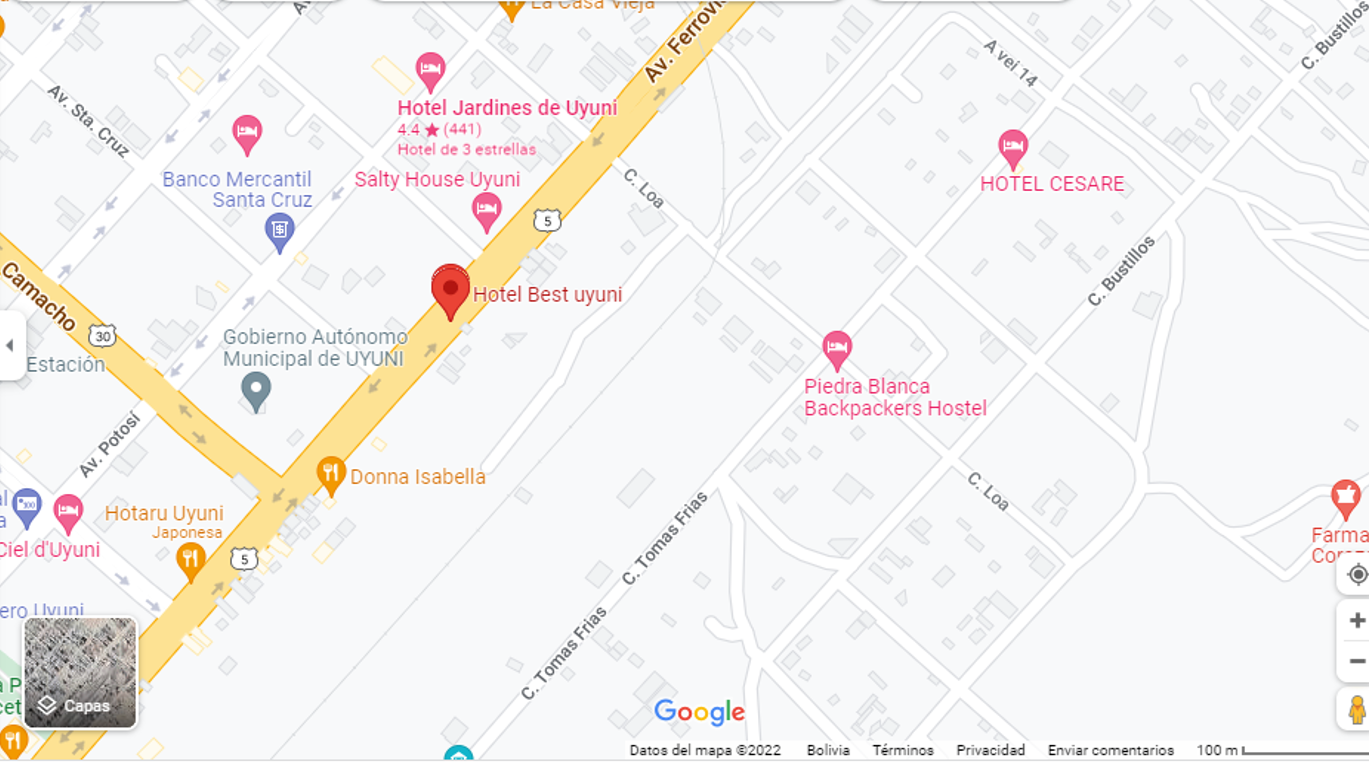 La Casa Vieja
Av. Ferrovi
A vei 14
C. Bustillos
Av. Sta. Cruz
Hotel Jardines de Uyuni
4.4 ★ (441)
Hotel de 3 estrellas
Banco Mercantil
Santa Cruz
Salty House Uyuni
C. Loa
HOTEL CESARE
5
C. Bustillos
Camacho
30
Hotel Best uyuni
Estación
Gobierno Autónomo
Municipal de UYUNI
Piedra Blanca
Backpackers Hostel
Av. Potosí
Donna Isabella
C. Loa
Hotaru Uyuni
Japonesa
Ciel d'Uyuni
5
C. Tomas Frias
Farma
ero Uyuni
C. Tomas Frias
Capas
Google
Datos del mapa ©2022 Bolivia Términos Privacidad Enviar comentarios 100 m